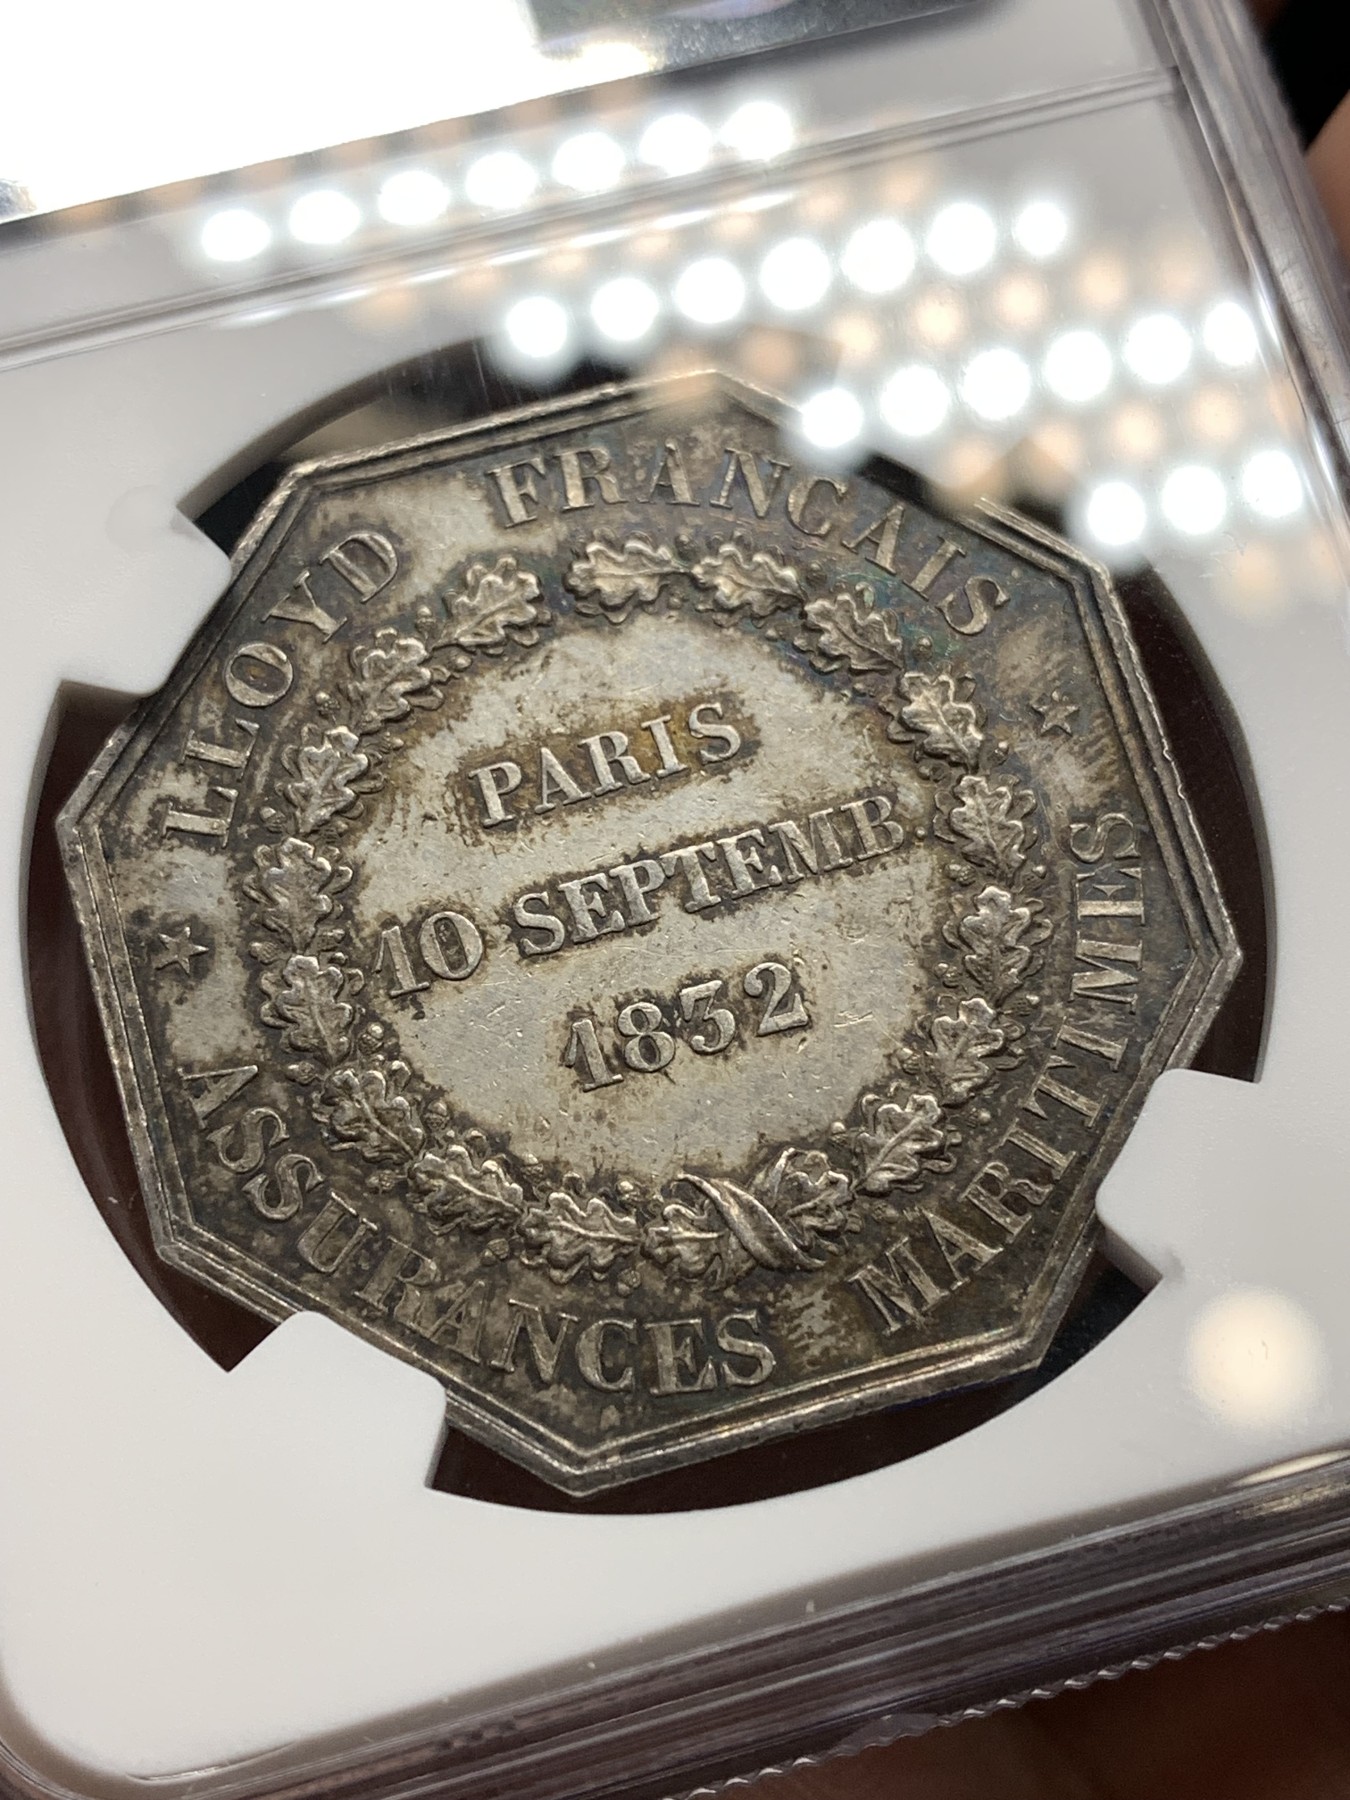 LLOYD FRANCAIS
PARIS
10 SEPTEMB.
1832
ASSURANCES MARITIMES